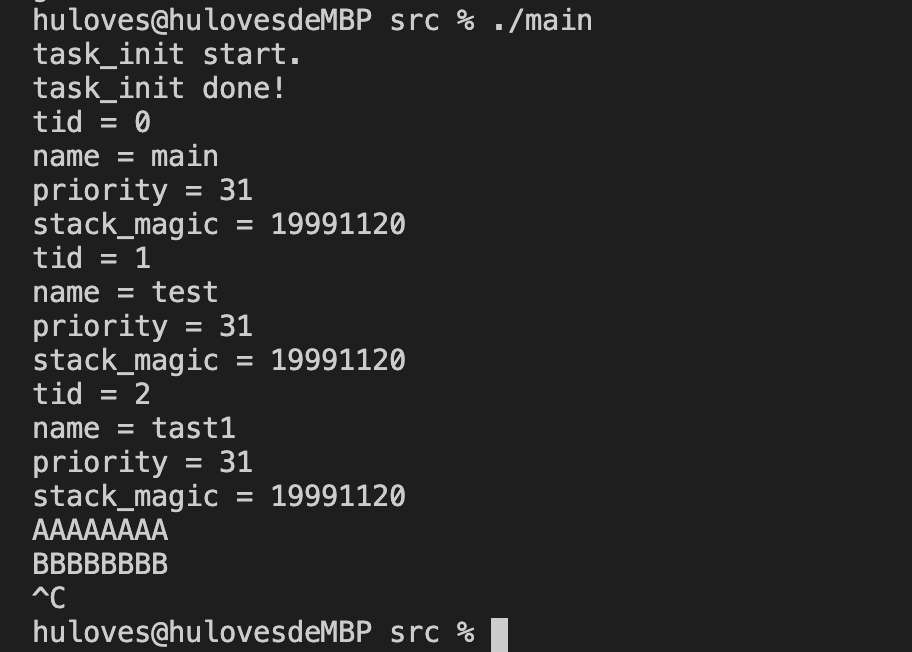 huloves@hulovesdeMBP src % ./main
task_init start.
task_init done!
tid = 0
name = main
priority = 31
stack_magic = 19991120
tid = 1
name = test
priority = 31
stack_magic = 19991120
tid = 2
name = tast1
priority = 31
stack_magic = 19991120
AAAAAAAA
BBBBBBBB
^C
huloves@hulovesdeMBP src %